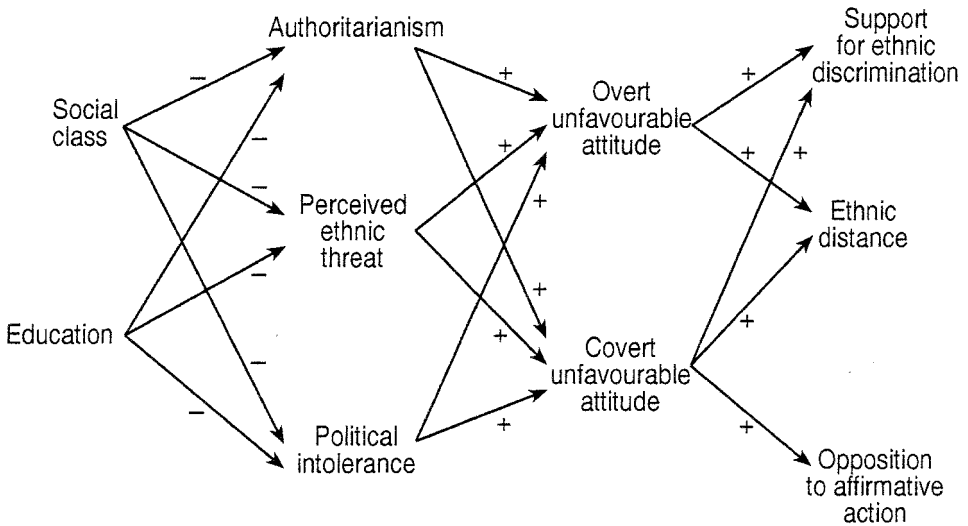 Authoritarianism
Social
class
Education
Perceived
ethnic
threat
Political
intolerance
Overt
unfavourable
attitude
Covert
unfavourable
attitude
Support
for ethnic
discrimination
Ethnic
distance
Opposition
to affirmative
action
−
−
−
−
−
−
+
+
+
+
+
+
+
+
+
+
+